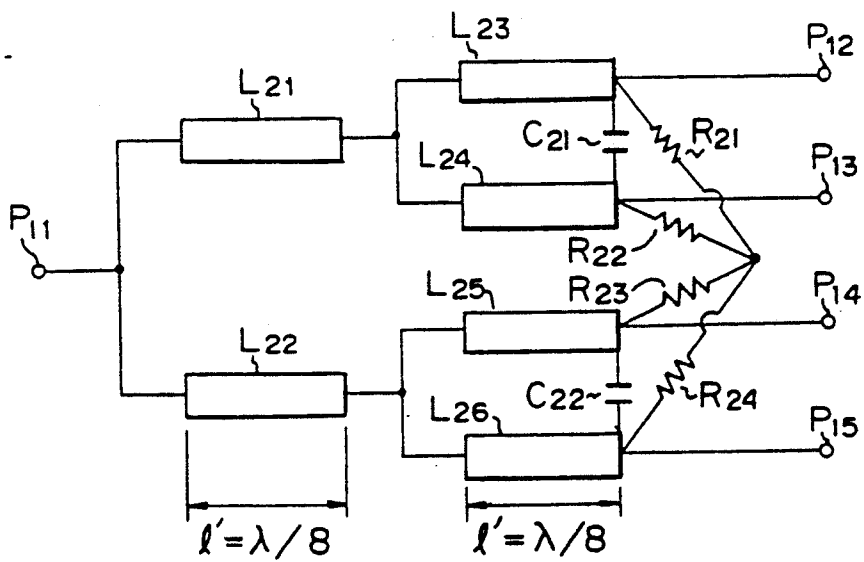 L23
P12
L21
C21
R21
L24
P13
P11
R22
R23
L25
P14
L22
C22
R24
L26
P15
ℓ'=λ/8
ℓ'=λ/8